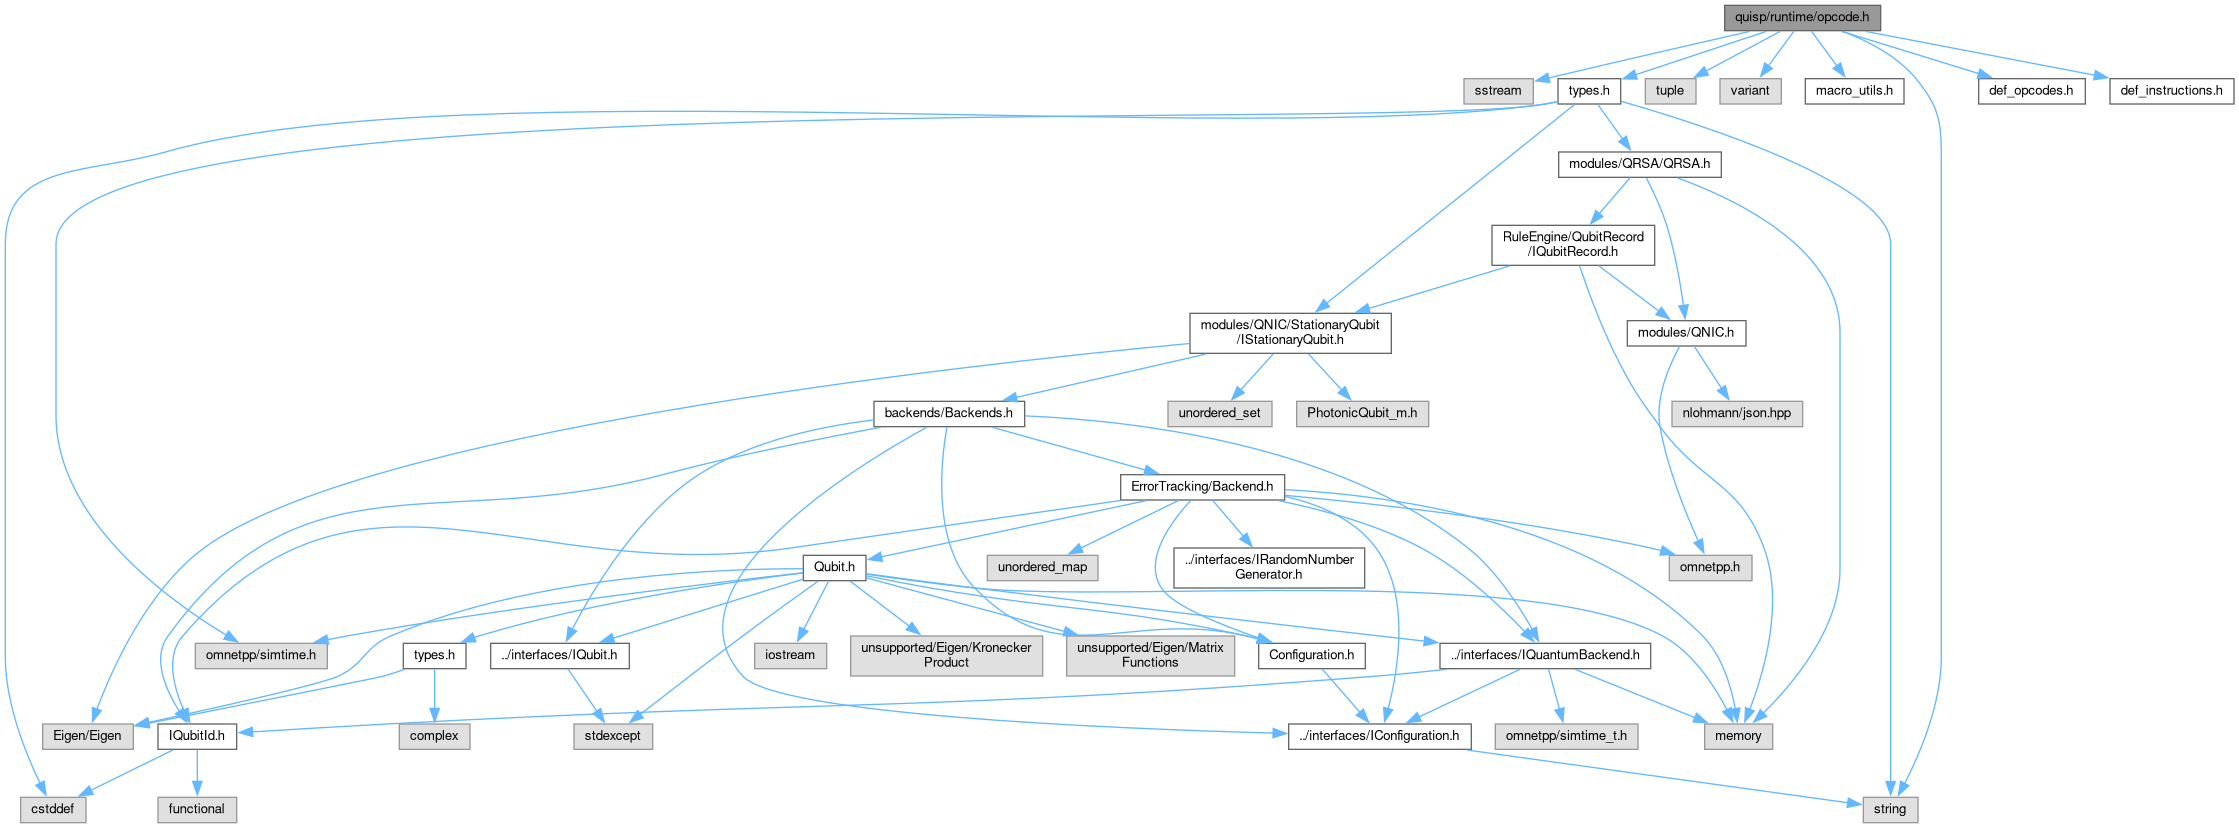 quisp/runtime/opcode.h
sstream
types.h
tuple
variant
macro_utils.h
def_opcodes.h
def_instructions.h
modules/QRSA/QRSA.h
RuleEngine/QubitRecord
/IQubitRecord.h
modules/QNIC/StationaryQubit
/IStationaryQubit.h
modules/QNIC.h
backends/Backends.h
unordered_set
PhotonicQubit_m.h
nlohmann/json.hpp
ErrorTracking/Backend.h
Qubit.h
unordered_map
../interfaces/IRandomNumber
Generator.h
omnetpp.h
omnetpp/simtime.h
types.h
../interfaces/IQubit.h
iostream
unsupported/Eigen/Kronecker
Product
unsupported/Eigen/Matrix
Functions
Configuration.h
../interfaces/IQuantumBackend.h
Eigen/Eigen
IQubitId.h
complex
stdexcept
../interfaces/IConfiguration.h
omnetpp/simtime_t.h
memory
cstddef
functional
string